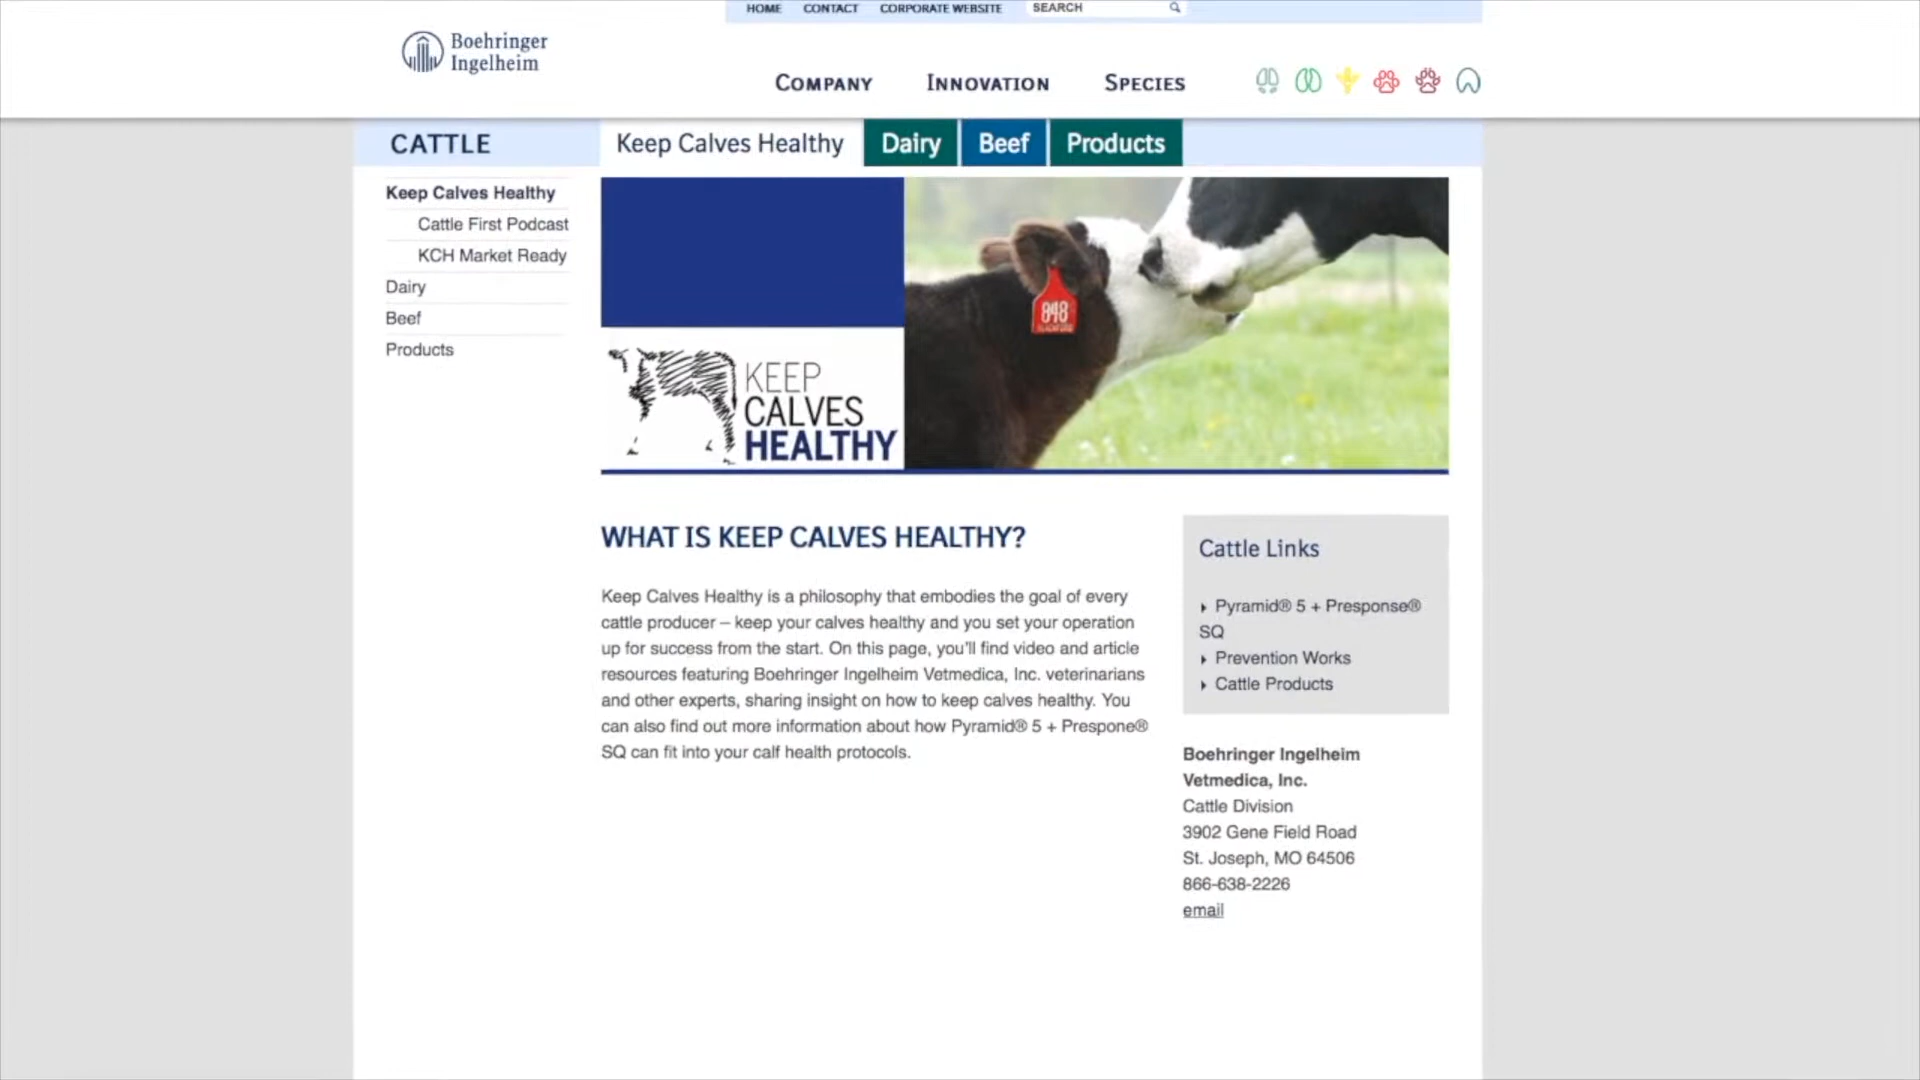 HOME CONTACT CORPORATE WEBSITE SEARCH
Boehringer
Ingelheim
COMPANY INNOVATION SPECIES
CATTLE
Keep Calves Healthy Dairy Beef Products
Keep Calves Healthy
Cattle First Podcast
KCH Market Ready
Dairy
Beef
Products
848
KEEP
CALVES
HEALTHY
WHAT IS KEEP CALVES HEALTHY?
Keep Calves Healthy is a philosophy that embodies the goal of every
cattle producer – keep your calves healthy and you set your operation
up for success from the start. On this page, you'll find video and article
resources featuring Boehringer Ingelheim Vetmedica, Inc. veterinarians
and other experts, sharing insight on how to keep calves healthy. You
can also find out more information about how Pyramid® 5 + Prespone®
SQ can fit into your calf health protocols.
Cattle Links
Pyramid® 5 + Presponse®
SQ
Prevention Works
Cattle Products
Boehringer Ingelheim
Vetmedica, Inc.
Cattle Division
3902 Gene Field Road
St. Joseph, MO 64506
866-638-2226
email